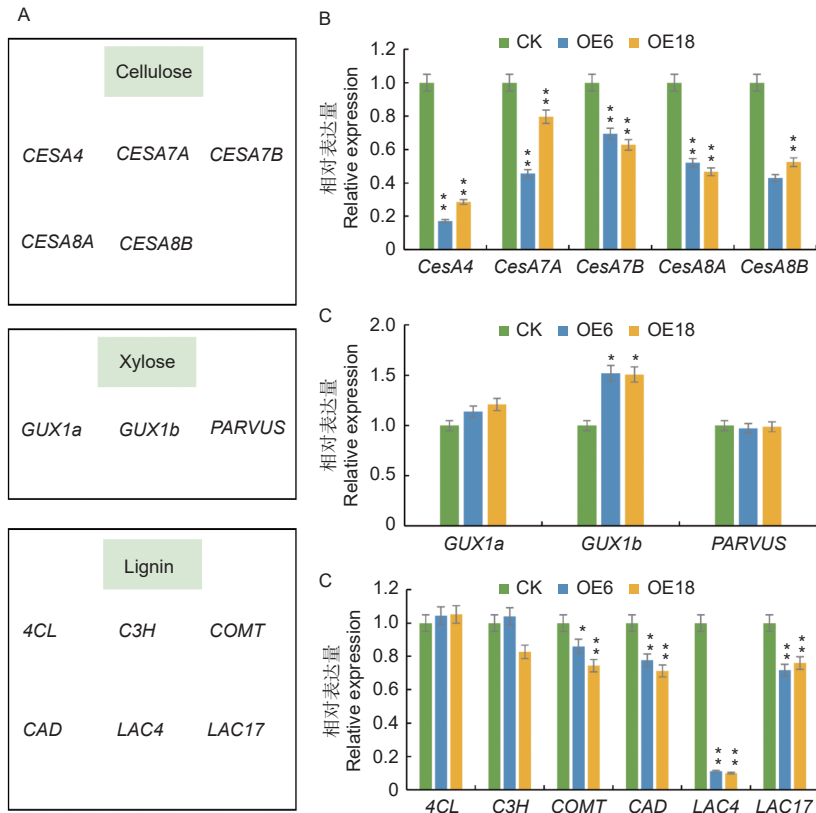 A
Cellulose
CESA4 CESA7A CESA7B
CESA8A CESA8B
Xylose
GUX1a GUX1b PARVUS
Lignin
4CL C3H COMT
CAD LAC4 LAC17
B
CK OE6 OE18
相对表达量
Relative expression
1.2
1.0
0.8
0.6
0.4
0.2
0
** ** ** ** ** ** ** ** **
CesA4 CesA7A CesA7B CesA8A CesA8B
C
CK OE6 OE18
相对表达量
Relative expression
2.0
1.5
1.0
0.5
0
* *
GUX1a GUX1b PARVUS
C
CK OE6 OE18
相对表达量
Relative expression
1.2
1.0
0.8
0.6
0.4
0.2
0
* ** ** ** ** ** ** **
4CL C3H COMT CAD LAC4 LAC17